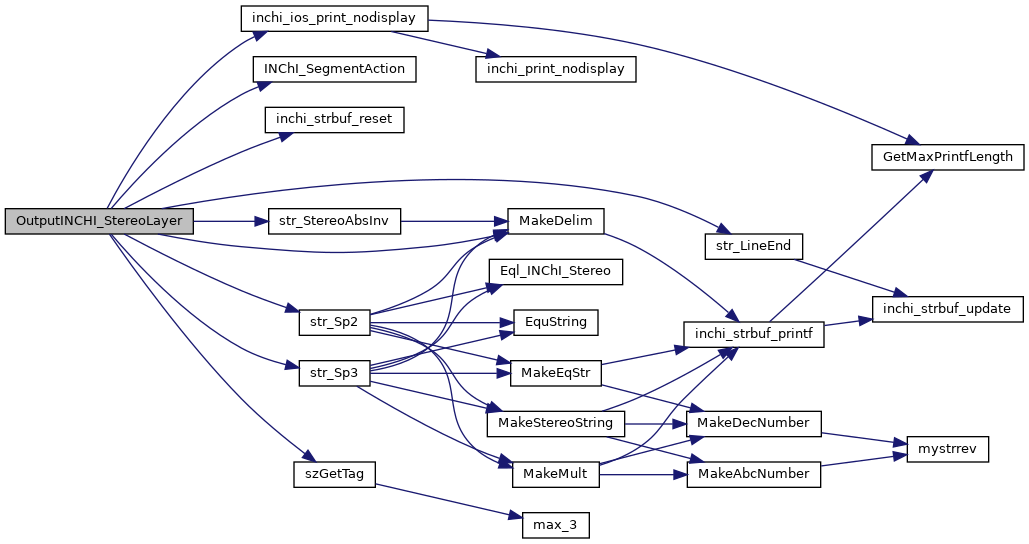 inchi_ios_print_nodisplay
INChI_SegmentAction
inchi_print_nodisplay
inchi_strbuf_reset
GetMaxPrintfLength
OutputINCHI_StereoLayer
str_StereoAbsInv
MakeDelim
str_LineEnd
Eql_INChI_Stereo
inchi_strbuf_update
str_Sp2
EquString
inchi_strbuf_printf
str_Sp3
MakeEqStr
MakeStereoString
MakeDecNumber
mystrrev
szGetTag
MakeMult
MakeAbcNumber
max_3